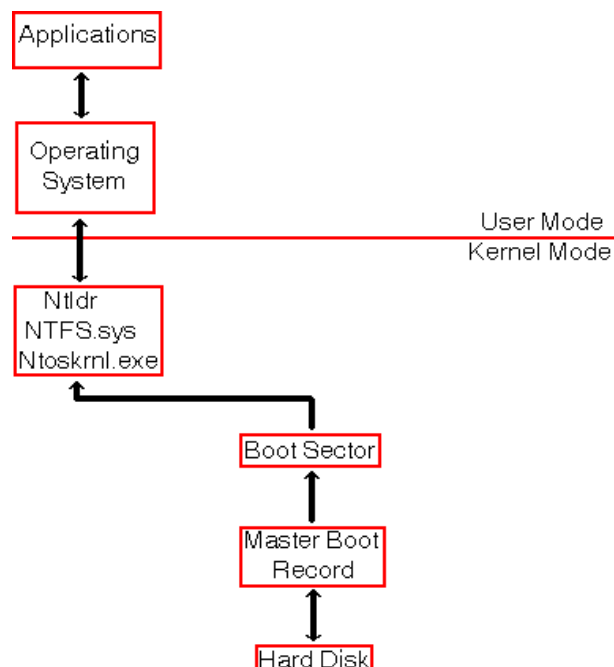 Applications
Operating
System
User Mode
Kernel Mode
Ntldr
NTFS.sys
Ntoskrnl.exe
Boot Sector
Master Boot
Record
Hard Disk